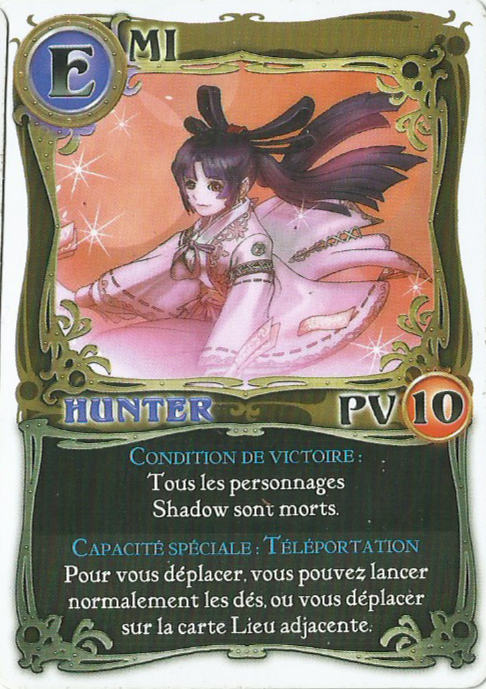 EMI
HUNTER PV 10
CONDITION DE VICTOIRE :
Tous les personnages
Shadow sont morts.
CAPACITÉ SPÉCIALE : TÉLÉPORTATION
Pour vous déplacer, vous pouvez lancer
normalement les dés, ou vous déplacer
sur la carte Lieu adjacente.